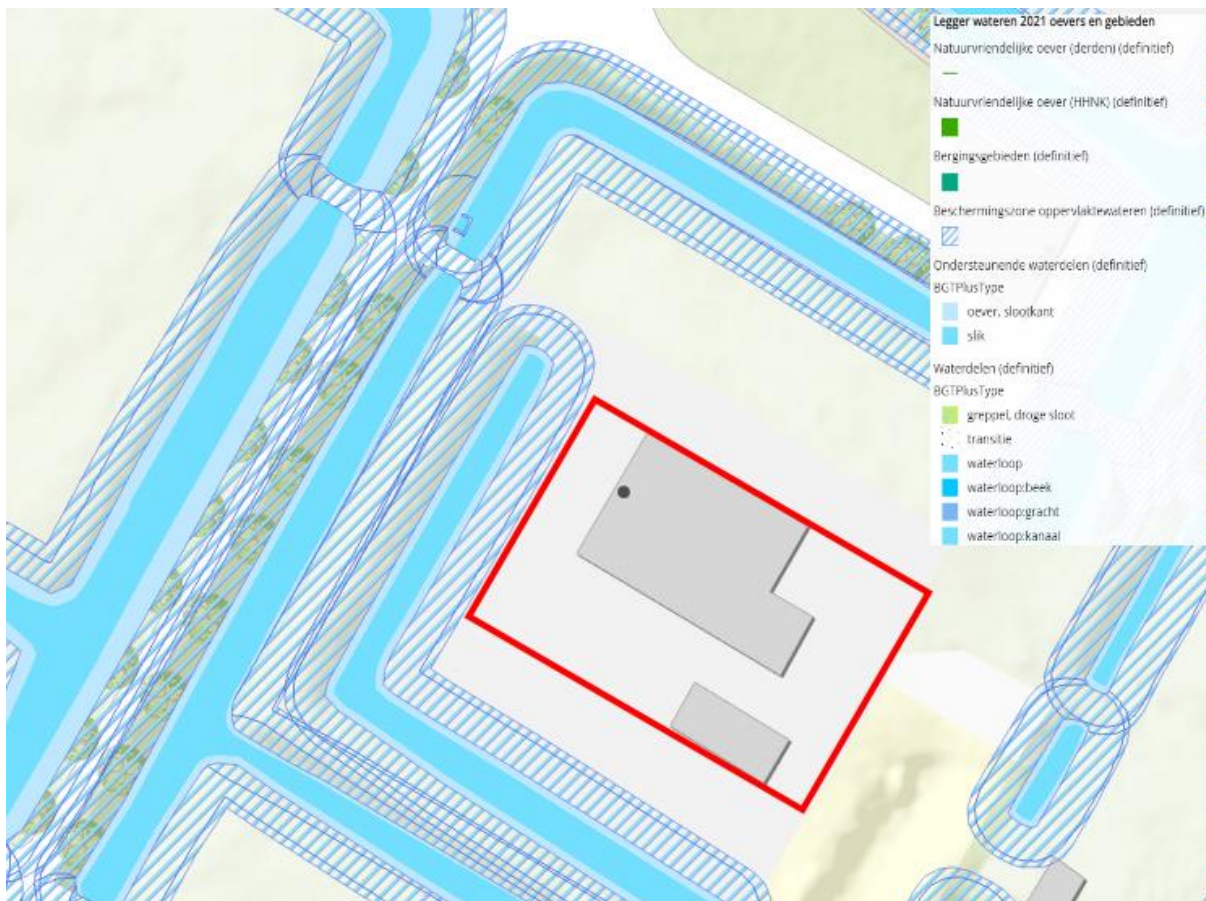 Legger wateren 2021 oevers en gebieden
Natuurvriendelijke oever (derden) (definitief)
Natuurvriendelijke oever (HHNK) (definitief)
Bergingsgebieden (definitief)
Beschermingszone oppervlaktewateren (definitief)
Ondersteunende waterdelen (definitief)
BGTPlusType
oever, slootkant
slik
Waterdelen (definitief)
BGTPlusType
greppel, droge sloot
transitie
waterloop
waterloop:beek
waterloop:gracht
waterloop:kanaal